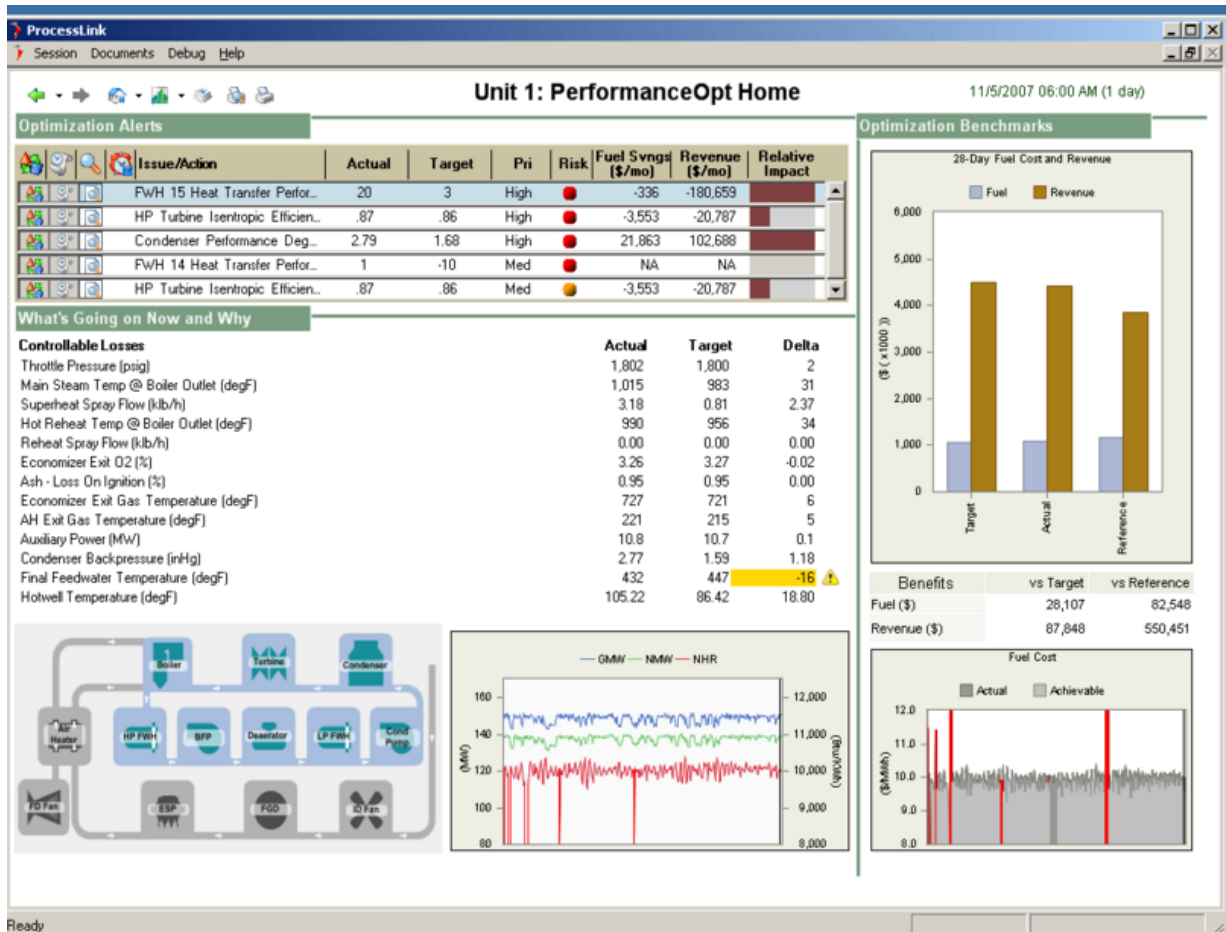 ProcessLink
Session Documents Debug Help
Unit 1: PerformanceOpt Home
11/5/2007 06:00 AM (1 day)
Optimization Alerts
Issue/Action Actual Target Pri Risk Fuel Svngs ($/mo) Revenue ($/mo) Relative Impact
FWH 15 Heat Transfer Perfor... 20 3 High -336 -180,659
HP Turbine Isentropic Efficien... .87 .86 High -3,553 -20,787
Condenser Performance Deg... 2.79 1.68 High 21,863 102,688
FWH 14 Heat Transfer Perfor... 1 -10 Med NA NA
HP Turbine Isentropic Efficien... .87 .86 Med -3,553 -20,787
What's Going on Now and Why
Controllable Losses Actual Target Delta
Throttle Pressure (psig) 1,802 1,800 2
Main Steam Temp @ Boiler Outlet (degF) 1,015 983 31
Superheat Spray Flow (klb/h) 3.18 0.81 2.37
Hot Reheat Temp @ Boiler Outlet (degF) 990 956 34
Reheat Spray Flow (klb/h) 0.00 0.00 0.00
Economizer Exit O2 (%) 3.26 3.27 -0.02
Ash - Loss On Ignition (%) 0.95 0.95 0.00
Economizer Exit Gas Temperature (degF) 727 721 6
AH Exit Gas Temperature (degF) 221 215 5
Auxiliary Power (MW) 10.8 10.7 0.1
Condenser Backpressure (inHg) 2.77 1.59 1.18
Final Feedwater Temperature (degF) 432 447 -16
Hotwell Temperature (degF) 105.22 86.42 18.80
1
Boiler Turbine Condenser
Air Heater HP FWH BFP Deaerator LP FWH Cond Pump
FD Fan ESP FGD ID Fan
GMW NMW NHR
160 12,000
140 11,000
120 10,000
100 9,000
80 8,000
(MW)
(Btu/KWh)
Optimization Benchmarks
28-Day Fuel Cost and Revenue
Fuel Revenue
6,000
5,000
4,000
3,000
2,000
1,000
0
($ ( x1000 ))
Target Actual Reference
Benefits vs Target vs Reference
Fuel ($) 28,107 82,548
Revenue ($) 87,848 550,451
Fuel Cost
Actual Achievable
12.0
11.0
10.0
9.0
8.0
($/MWh)
Ready